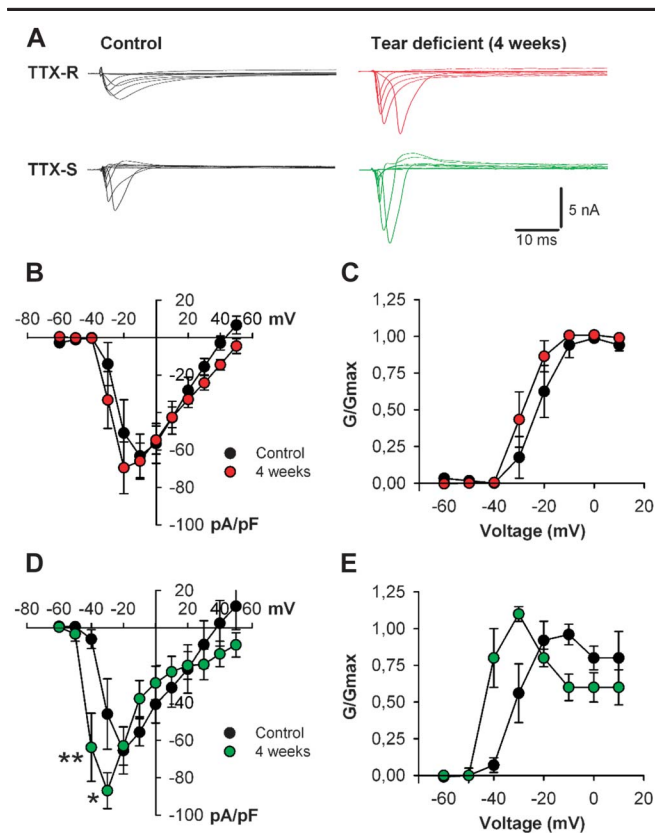 A
Control
Tear deficient (4 weeks)
TTX-R
TTX-S
5 nA
10 ms
B
20
mV
-80 -60 -40 -20 0 20 40 60
-20
-40
-60
-80
-100 pA/pF
Control
4 weeks
C
1,25
1,00
0,75
0,50
0,25
0,00
G/Gmax
-60 -40 -20 0 20
Voltage (mV)
D
20
mV
-80 -60 -40 -20 0 20 40 60
-20
-40
-60
-80
-100 pA/pF
**
*
Control
4 weeks
E
1,25
1,00
0,75
0,50
0,25
0,00
G/Gmax
-60 -40 -20 0 20
Voltage (mV)